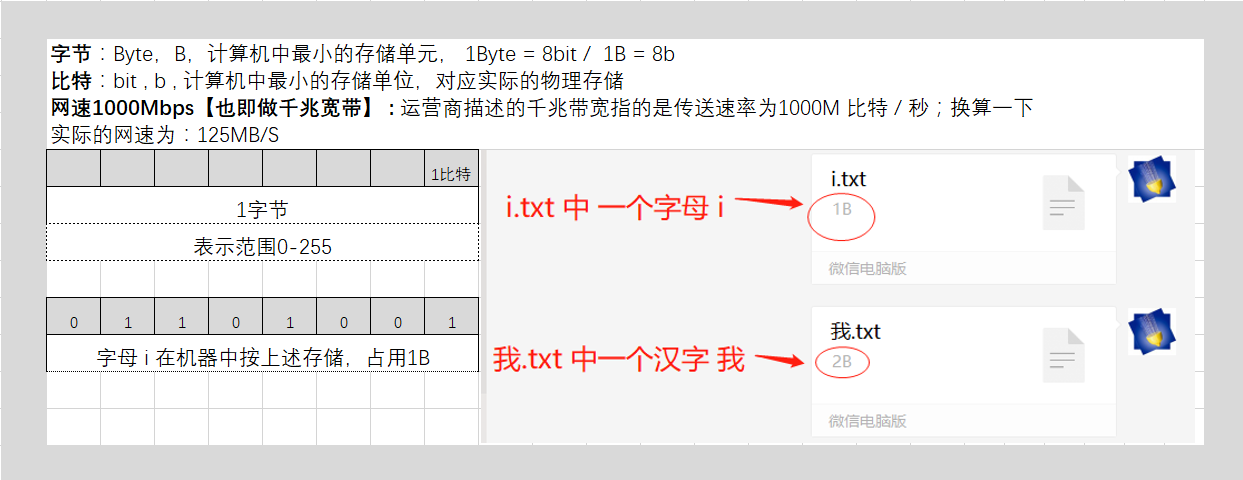 字节：Byte，B，计算机中最小的存储单元， 1Byte = 8bit / 1B = 8b
比特：bit , b , 计算机中最小的存储单位，对应实际的物理存储
网速1000Mbps【也即做千兆宽带】：运营商描述的千兆带宽指的是传送速率为1000M 比特 / 秒；换算一下
实际的网速为：125MB/S
1比特
1字节
表示范围0-255
0 1 1 0 1 0 0 1
字母 i 在机器中按上述存储，占用1B
i.txt 中 一个字母 i
i.txt
1B
微信电脑版
我.txt 中一个汉字 我
我.txt
2B
微信电脑版